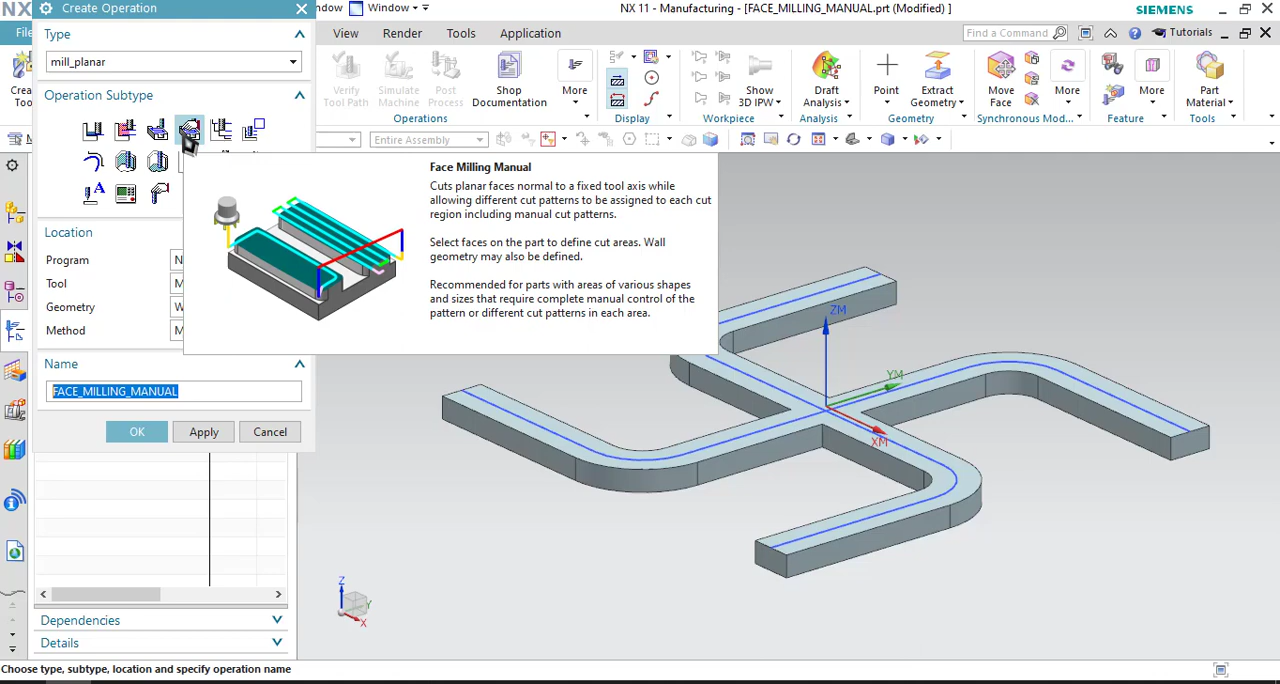 NX
Create Operation
ndow
Window
NX 11 - Manufacturing - [FACE_MILLING_MANUAL.prt (Modified) ]
SIEMENS
Fil
Type
View
Render
Tools
Application
Find a Command
Tutorials
mill_planar
Operation Subtype
Crea
Too
Verify
Tool Path
Simulate
Machine
Post
Process
Shop
Documentation
More
Show
3D IPW
Draft
Analysis
Point
Extract
Geometry
Move
Face
More
More
Part
Material
Operations
Display
Workpiece
Analysis
Geometry
Synchronous Mod...
Feature
Tools
M
Entire Assembly
A
Face Milling Manual
Cuts planar faces normal to a fixed tool axis while
allowing different cut patterns to be assigned to each cut
region including manual cut patterns.
Select faces on the part to define cut areas. Wall
geometry may also be defined.
Recommended for parts with areas of various shapes
and sizes that require complete manual control of the
pattern or different cut patterns in each area.
Location
Program
N
Tool
M
Geometry
W
Method
M
Name
FACE_MILLING_MANUAL
OK
Apply
Cancel
ZM
YM
XM
Z
Y
X
Dependencies
Details
Choose type, subtype, location and specify operation name